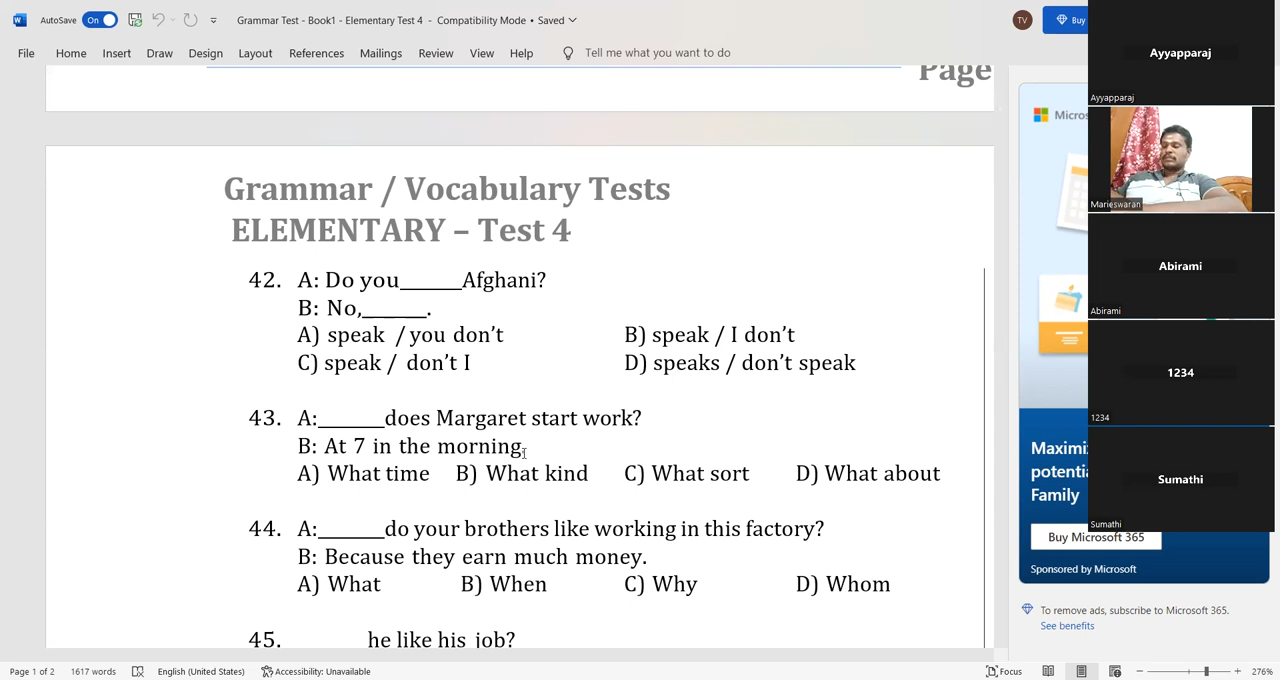 AutoSave On Grammar Test - Book1 - Elementary Test 4 - Compatibility Mode • Saved TV Buy
File Home Insert Draw Design Layout References Mailings Review View Help Tell me what you want to do
Page
Grammar / Vocabulary Tests
ELEMENTARY – Test 4
42. A: Do you______Afghani?
B: No,______.
A) speak / you don’t B) speak / I don’t
C) speak / don’t I D) speaks / don’t speak
43. A:______does Margaret start work?
B: At 7 in the morning.
A) What time B) What kind C) What sort D) What about
44. A:______do your brothers like working in this factory?
B: Because they earn much money.
A) What B) When C) Why D) Whom
45. ______he like his job?
Ayyapparaj
Ayyapparaj
Marieswaran
Abirami
Abirami
1234
1234
Sumathi
Sumathi
Family
Buy Microsoft 365
Sponsored by Microsoft
To remove ads, subscribe to Microsoft 365.
See benefits
Page 1 of 2 1617 words English (United States) Accessibility: Unavailable Focus 276%